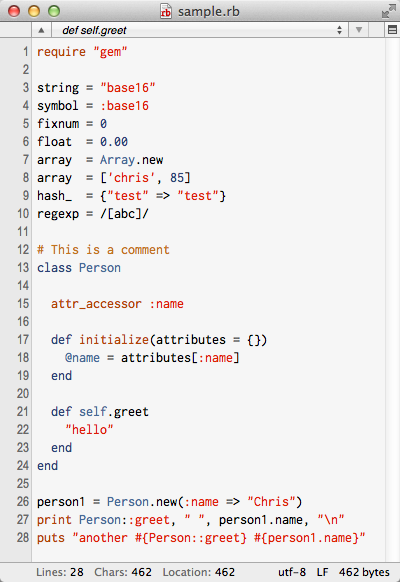 rb sample.rb
def self.greet
1 require "gem"
2
3 string = "base16"
4 symbol = :base16
5 fixnum = 0
6 float  = 0.00
7 array  = Array.new
8 array  = ['chris', 85]
9 hash_  = {"test" => "test"}
10 regexp = /[abc]/
11
12 # This is a comment
13 class Person
14
15   attr_accessor :name
16
17   def initialize(attributes = {})
18     @name = attributes[:name]
19   end
20
21   def self.greet
22     "hello"
23   end
24 end
25
26 person1 = Person.new(:name => "Chris")
27 print Person::greet, " ", person1.name, "\n"
28 puts "another #{Person::greet} #{person1.name}"
Lines: 28 Chars: 462 Location: 462 utf-8 LF 462 bytes